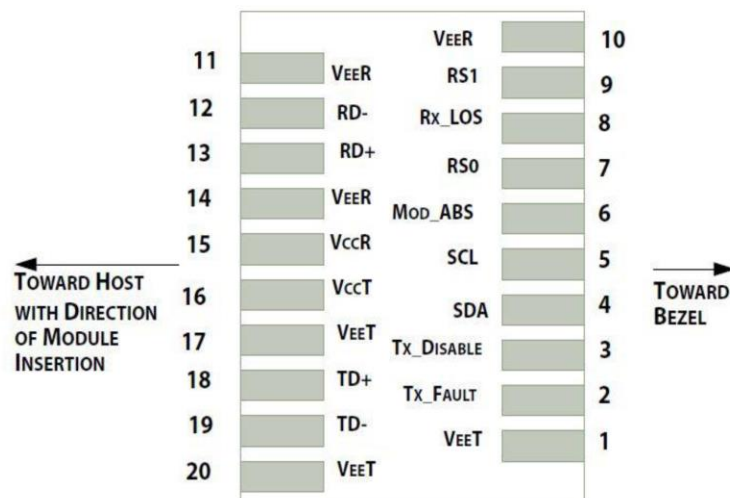 11 VEER
12 RD-
13 RD+
14 VEER
15 VCCR
16 VCCT
17 VEET
18 TD+
19 TD-
20 VEET
VEER 10
RS1 9
RX_LOS 8
RS0 7
MOD_ABS 6
SCL 5
SDA 4
TX_DISABLE 3
TX_FAULT 2
VEET 1
TOWARD HOST
WITH DIRECTION
OF MODULE
INSERTION
TOWARD
BEZEL